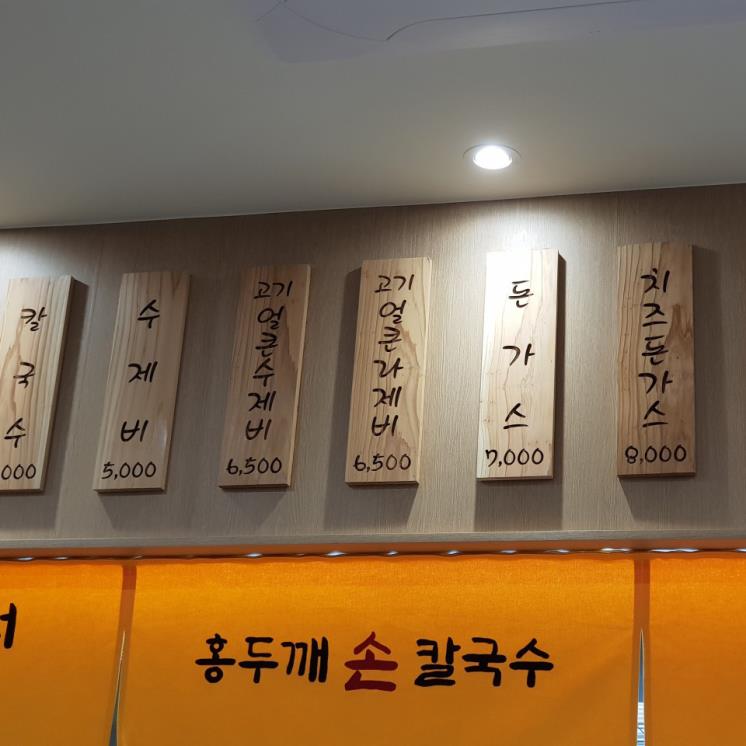 칼국수
000
수제비
5,000
고기
얼큰수제비
6,500
고기
얼큰라제비
6,500
돈가스
7,000
치즈돈가스
8,000
홍두깨 손 칼국수